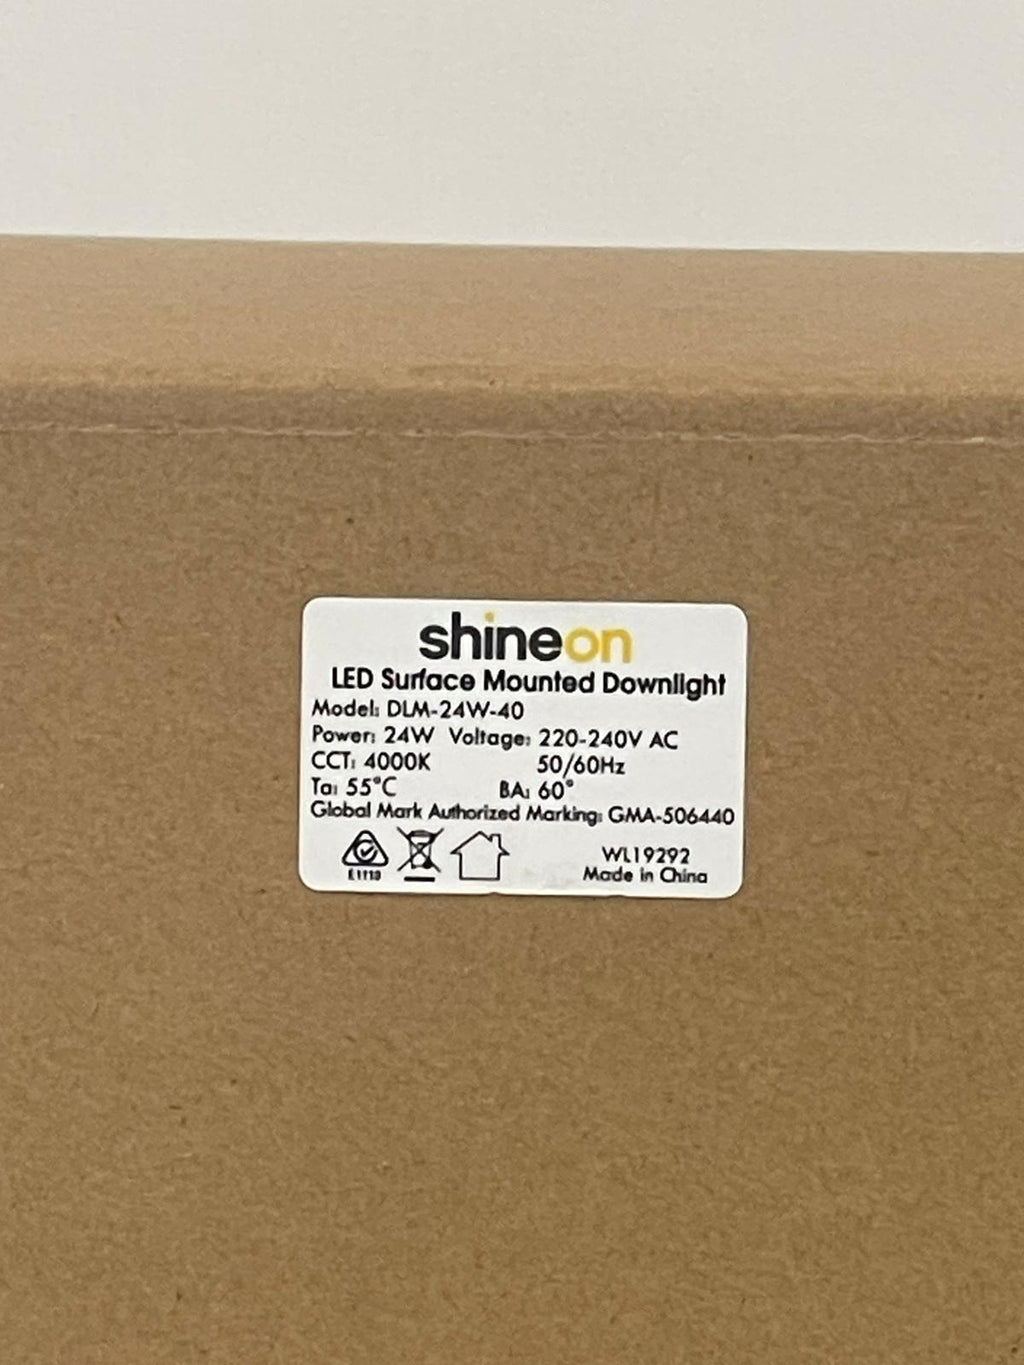 shineon
LED Surface Mounted Downlight
Model: DLM-24W-40
Power: 24W Voltage: 220-240V AC
CCT: 4000K 50/60Hz
Ta: 55°C BA: 60°
Global Mark Authorized Marking: GMA-506440
WL19292
E1113 Made in China